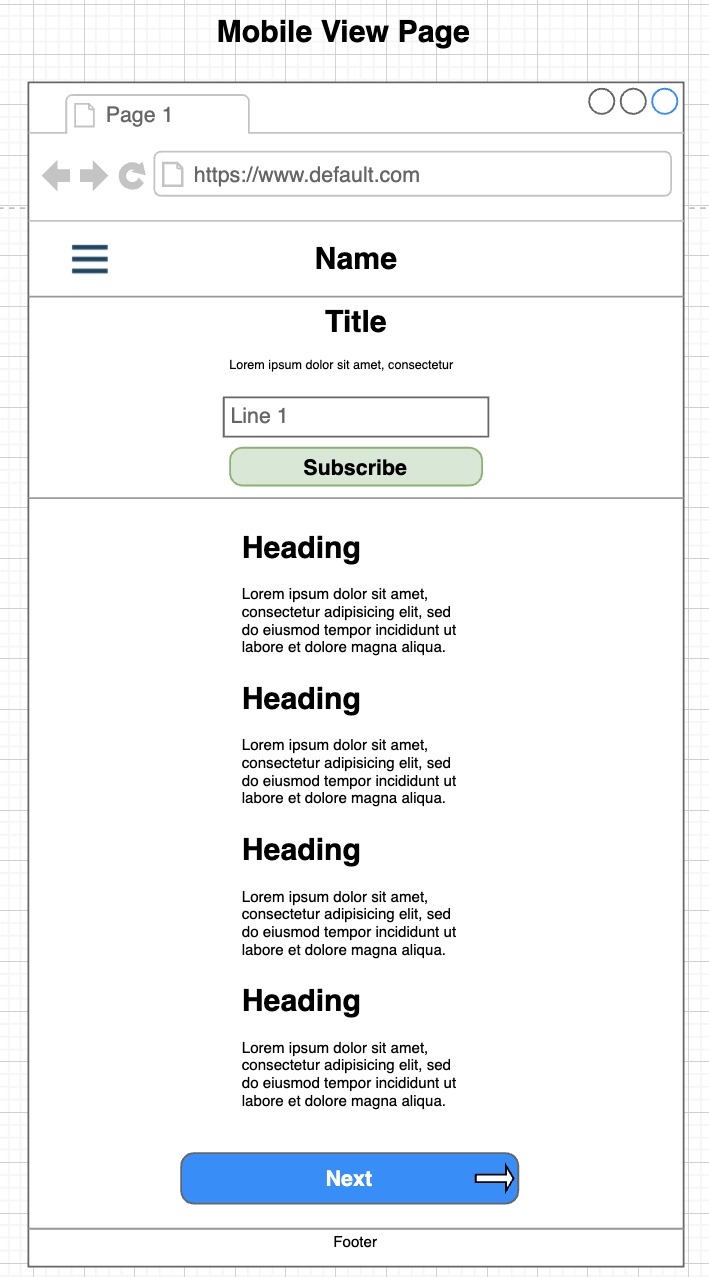 Mobile View Page
Page 1
https://www.default.com
Name
Title
Lorem ipsum dolor sit amet, consectetur
Line 1
Subscribe
Heading
Lorem ipsum dolor sit amet,
consectetur adipisicing elit, sed
do eiusmod tempor incididunt ut
labore et dolore magna aliqua.
Heading
Lorem ipsum dolor sit amet,
consectetur adipisicing elit, sed
do eiusmod tempor incididunt ut
labore et dolore magna aliqua.
Heading
Lorem ipsum dolor sit amet,
consectetur adipisicing elit, sed
do eiusmod tempor incididunt ut
labore et dolore magna aliqua.
Heading
Lorem ipsum dolor sit amet,
consectetur adipisicing elit, sed
do eiusmod tempor incididunt ut
labore et dolore magna aliqua.
Next
Footer